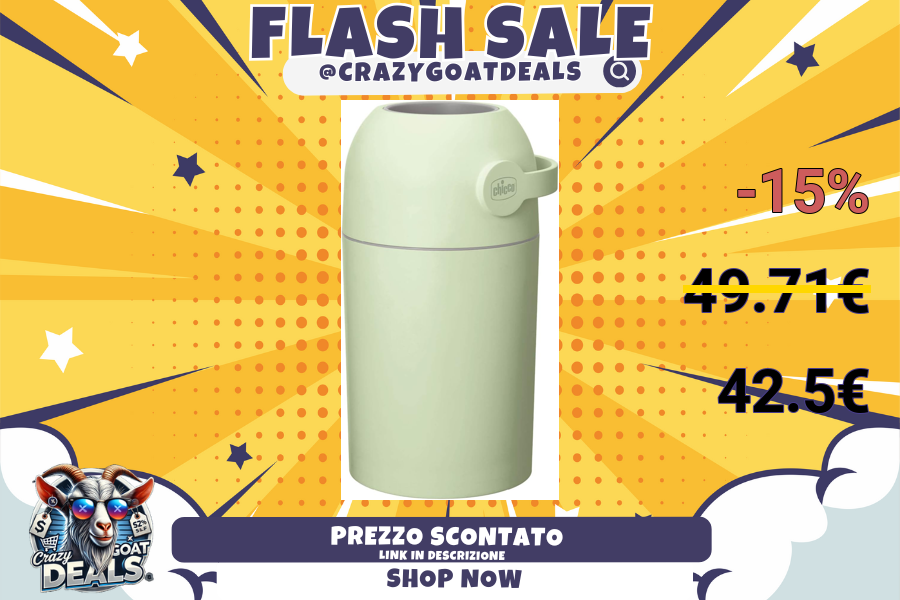 FLASH SALE
@CRAZYGOATDEALS
chicco
-15%
49.71€
42.5€
$
52%
Crazy
GOAT
DEALS
PREZZO SCONTATO
LINK IN DESCRIZIONE
SHOP NOW